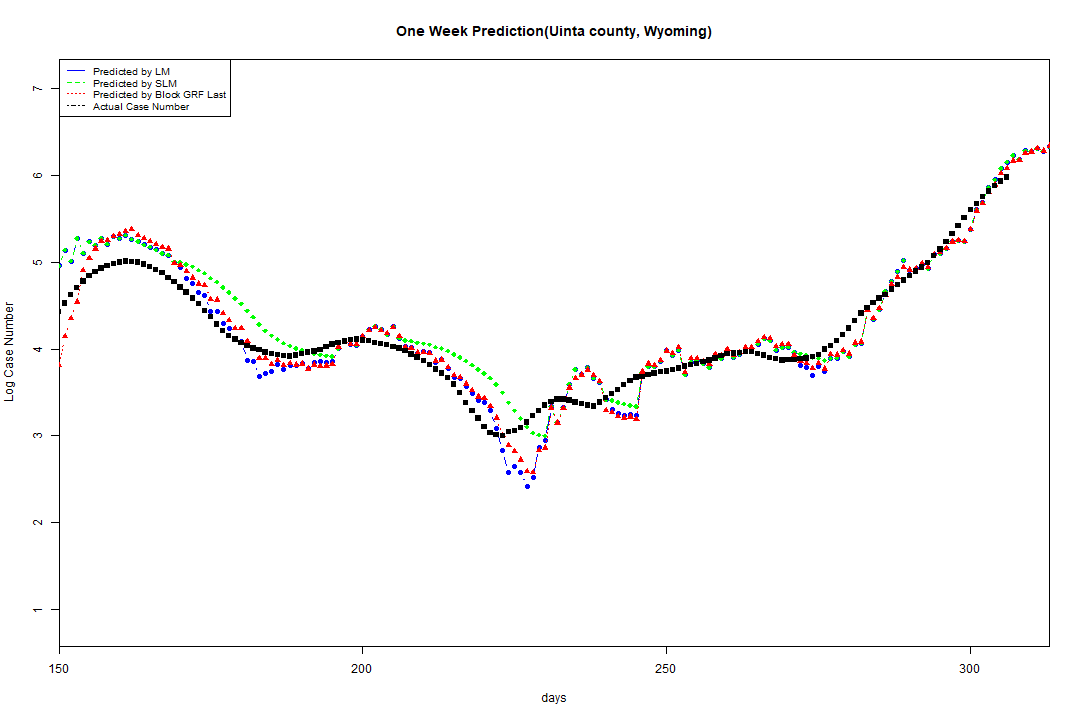 One Week Prediction(Uinta county, Wyoming)
Predicted by LM
Predicted by SLM
Predicted by Block GRF Last
Actual Case Number
7
6
5
4
3
2
1
Log Case Number
150
200
250
300
days